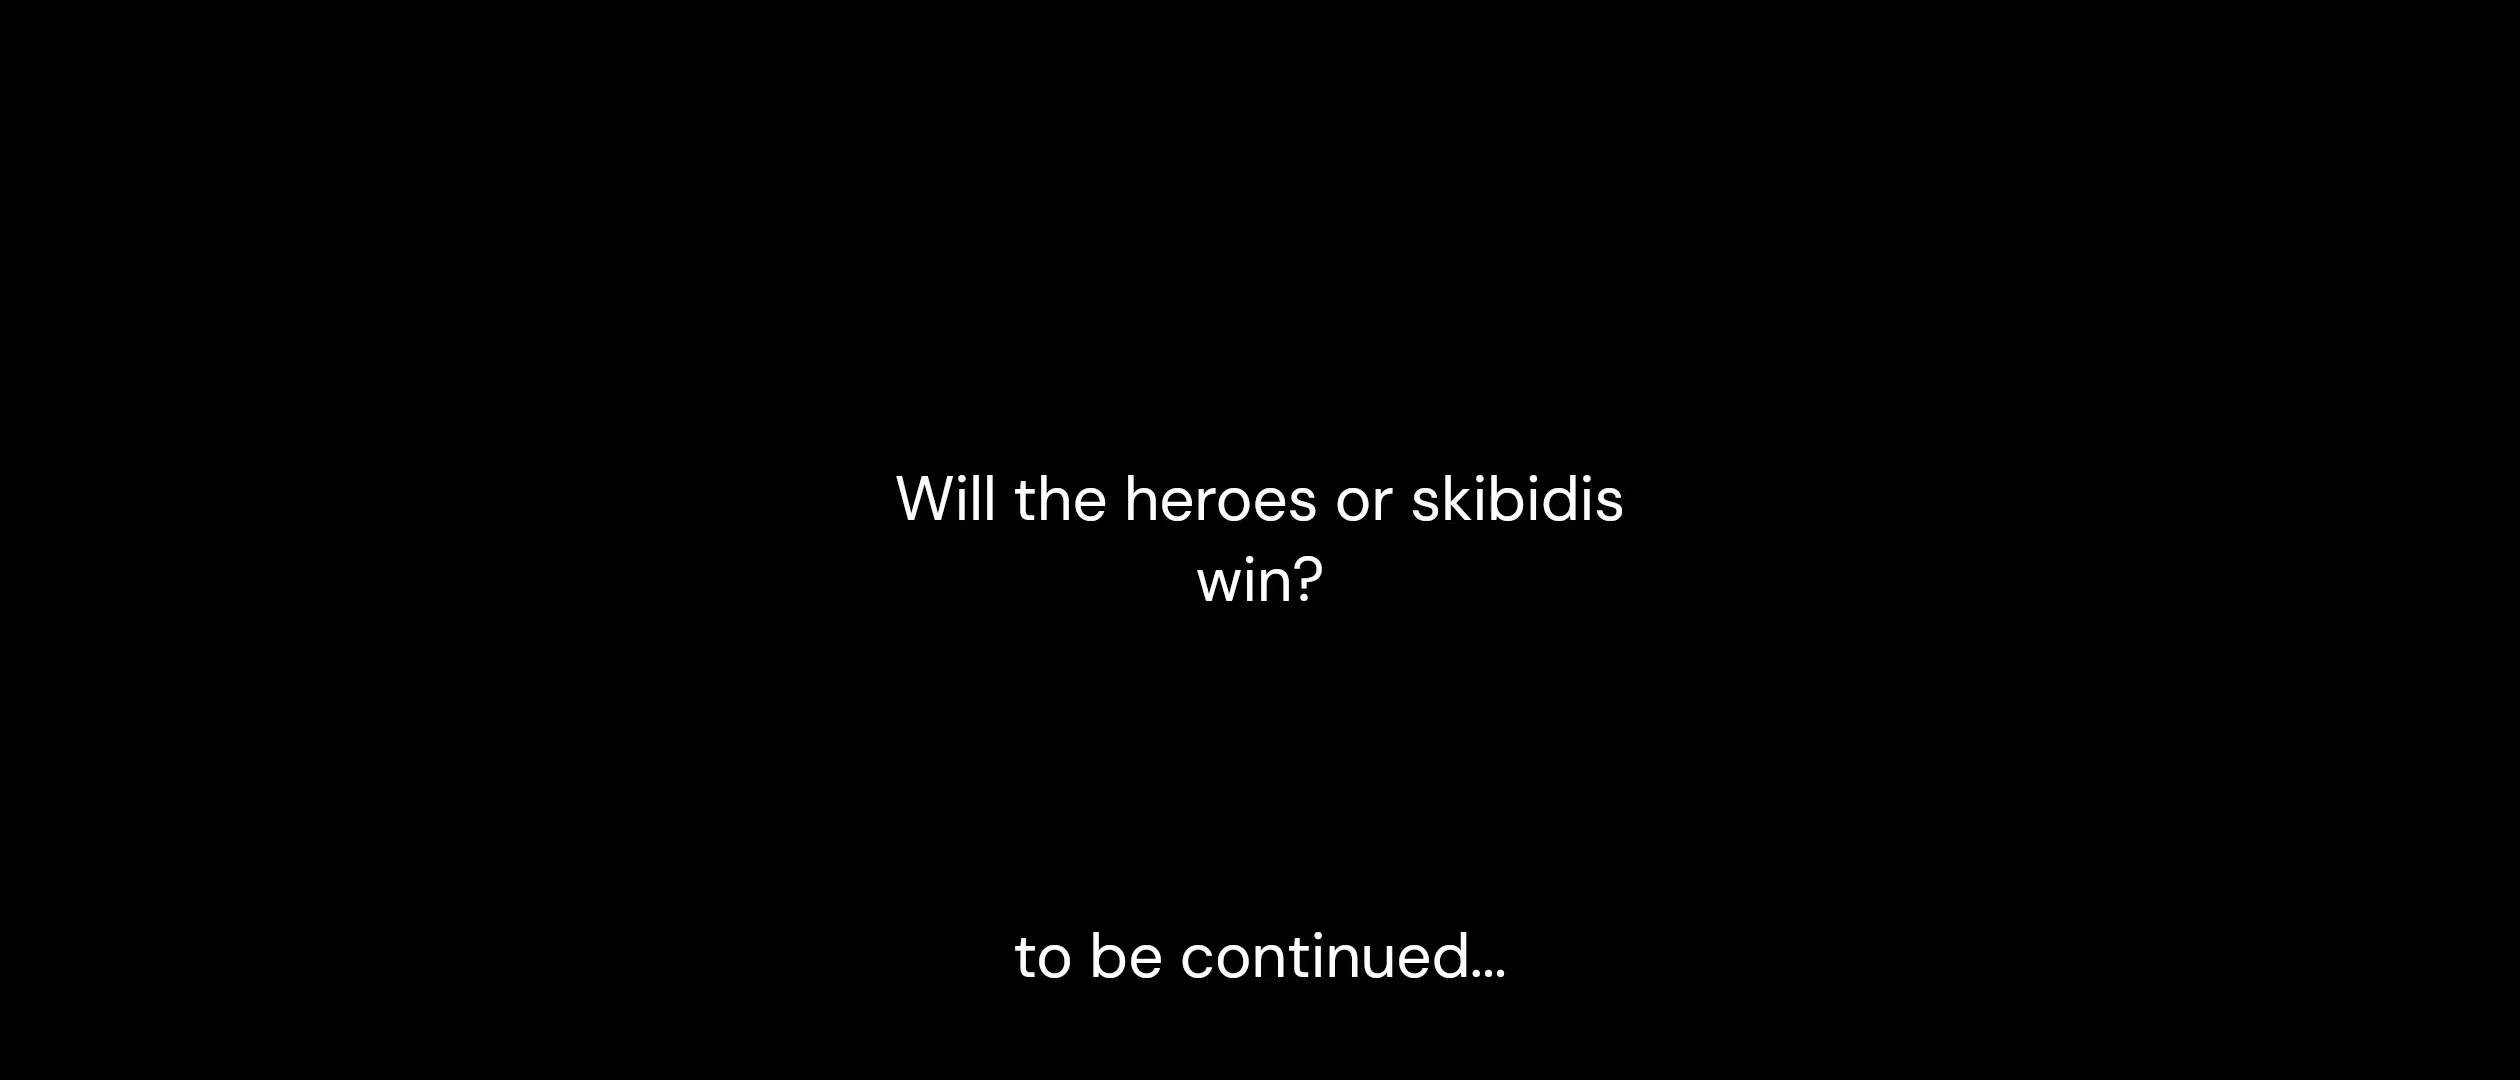 Will the heroes or skibidis
win?
to be continued...